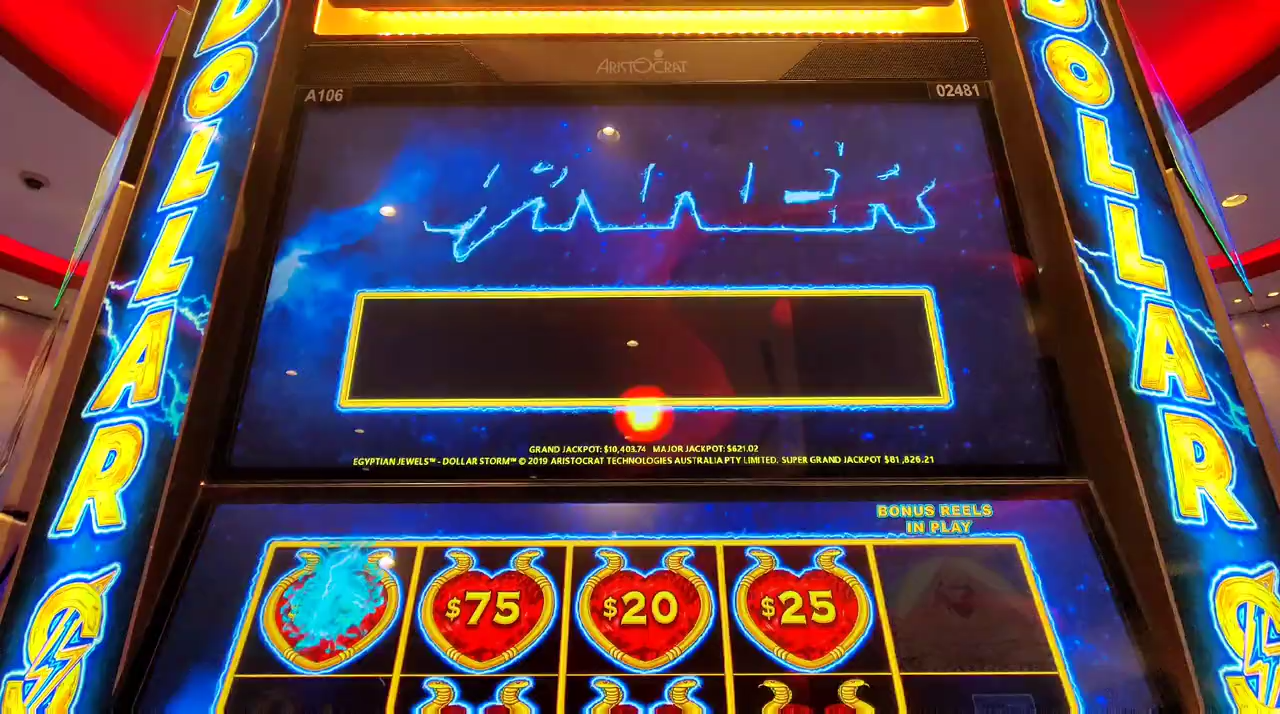 DOLLAR S
ARISTOCRAT
DOLLAR S
A106
02481
GRAND JACKPOT: $10,403.74 MAJOR JACKPOT: $621.02
EGYPTIAN JEWELS™ - DOLLAR STORM™ © 2019 ARISTOCRAT TECHNOLOGIES AUSTRALIA PTY LIMITED. SUPER GRAND JACKPOT $81,826.21
BONUS REELS
IN PLAY
$75 $20 $25